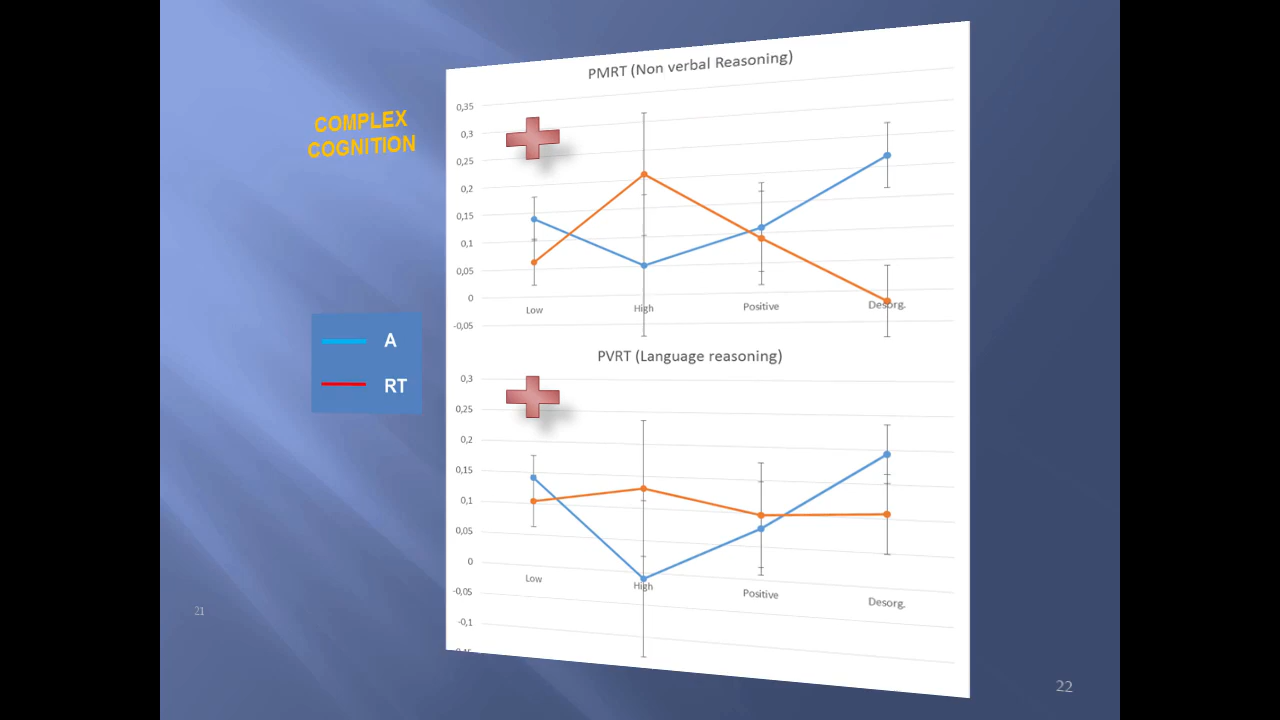 COMPLEX
COGNITION
A
RT
PMRT (Non verbal Reasoning)
0,35
0,3
0,25
0,2
0,15
0,1
0,05
0
-0,05
Low
High
Positive
Desorg.
PVRT (Language reasoning)
0,3
0,25
0,2
0,15
0,1
0,05
0
-0,05
-0,1
Low
High
Positive
Desorg.
21
22